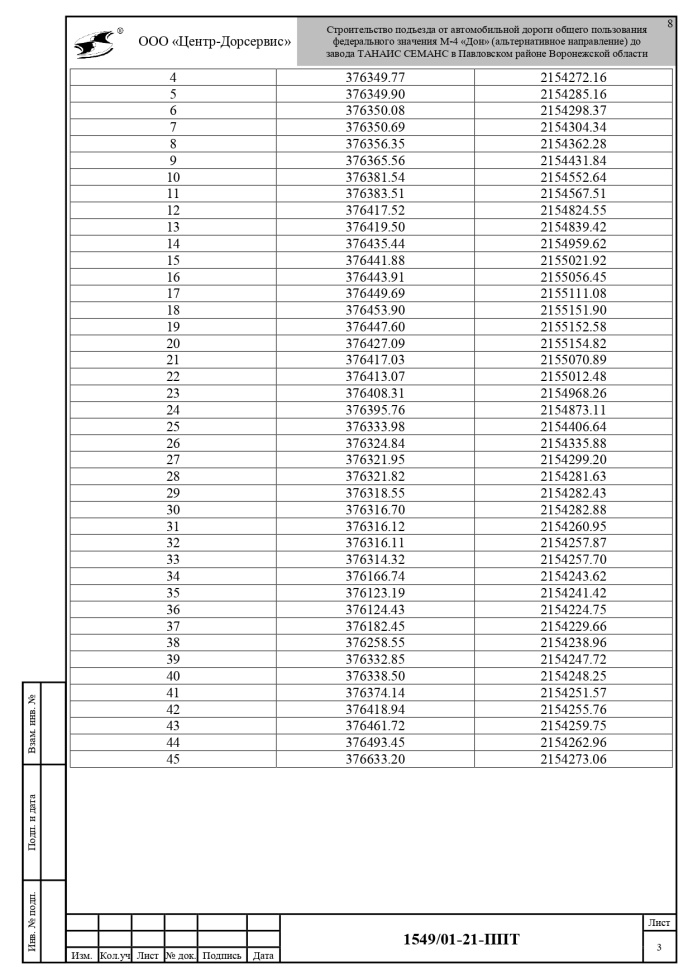 8
®
ООО «Центр-Дорсервис»
Строительство подъезда от автомобильной дороги общего пользования
федерального значения М-4 «Дон» (альтернативное направление) до
завода ТАНАИС СЕМАНС в Павловском районе Воронежской области
4 376349.77 2154272.16
5 376349.90 2154285.16
6 376350.08 2154298.37
7 376350.69 2154304.34
8 376356.35 2154362.28
9 376365.56 2154431.84
10 376381.54 2154552.64
11 376383.51 2154567.51
12 376417.52 2154824.55
13 376419.50 2154839.42
14 376435.44 2154959.62
15 376441.88 2155021.92
16 376443.91 2155056.45
17 376449.69 2155111.08
18 376453.90 2155151.90
19 376447.60 2155152.58
20 376427.09 2155154.82
21 376417.03 2155070.89
22 376413.07 2155012.48
23 376408.31 2154968.26
24 376395.76 2154873.11
25 376333.98 2154406.64
26 376324.84 2154335.88
27 376321.95 2154299.20
28 376321.82 2154281.63
29 376318.55 2154282.43
30 376316.70 2154282.88
31 376316.12 2154260.95
32 376316.11 2154257.87
33 376314.32 2154257.70
34 376166.74 2154243.62
35 376123.19 2154241.42
36 376124.43 2154224.75
37 376182.45 2154229.66
38 376258.55 2154238.96
39 376332.85 2154247.72
40 376338.50 2154248.25
41 376374.14 2154251.57
42 376418.94 2154255.76
43 376461.72 2154259.75
44 376493.45 2154262.96
45 376633.20 2154273.06
Взам. инв. №
Подп. и дата
Инв. № подп.
Изм. Кол.уч Лист № док. Подпись Дата
1549/01-21-ППТ
Лист
3